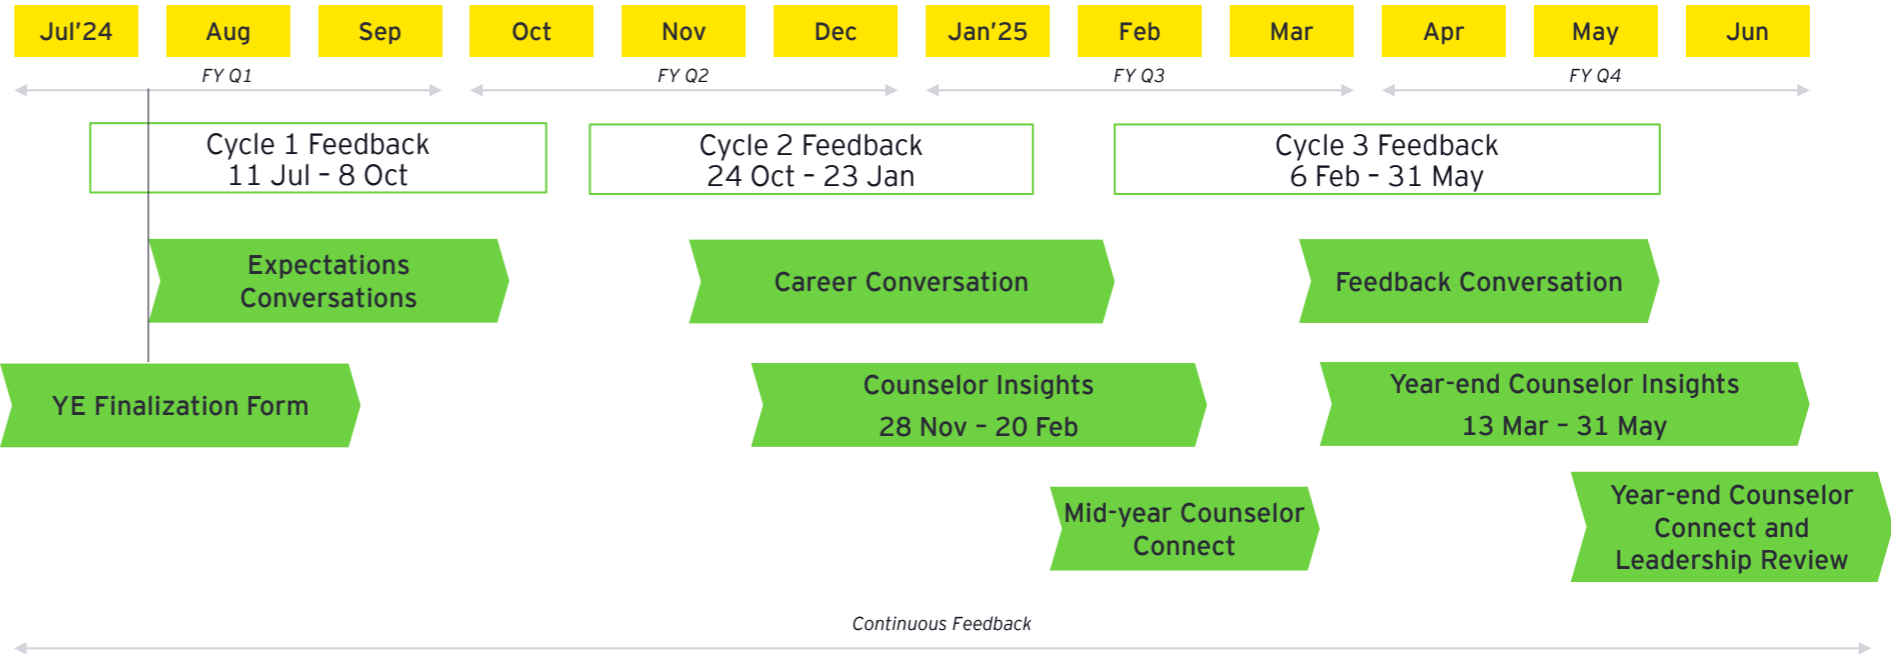 Jul’24
Aug
Sep
Oct
Nov
Dec
Jan’25
Feb
Mar
Apr
May
Jun
FY Q1
FY Q2
FY Q3
FY Q4
Cycle 1 Feedback
11 Jul – 8 Oct
Cycle 2 Feedback
24 Oct – 23 Jan
Cycle 3 Feedback
6 Feb – 31 May
Expectations
Conversations
Career Conversation
Feedback Conversation
YE Finalization Form
Counselor Insights
28 Nov – 20 Feb
Year-end Counselor Insights
13 Mar – 31 May
Mid-year Counselor
Connect
Year-end Counselor
Connect and
Leadership Review
Continuous Feedback